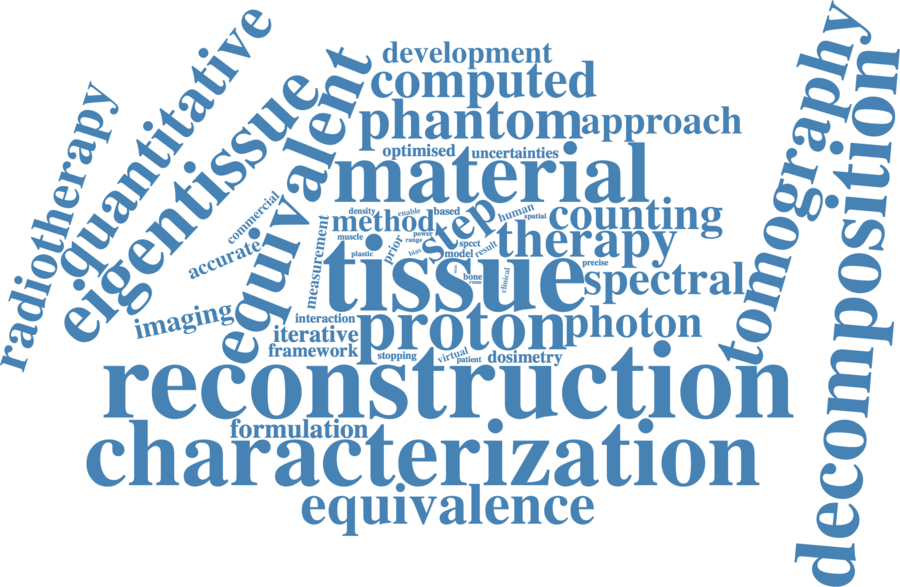 development
computed
phantom
approach
optimised
uncertainties
material
density
enable
based
human
spatial
method
step
counting
muscle
power
range
prior
bias
spcct
model
result
therapy
plastic
tissue
bone
rmse
clinical
precise
spectral
proton
photon
interaction
iterative
framework
stopping
virtual
patient
dosimetry
reconstruction
formulation
characterization
equivalence
radiotherapy
quantitative
eigentissue
equivalent
commercial
accurate
measurement
imaging
tomography
decomposition